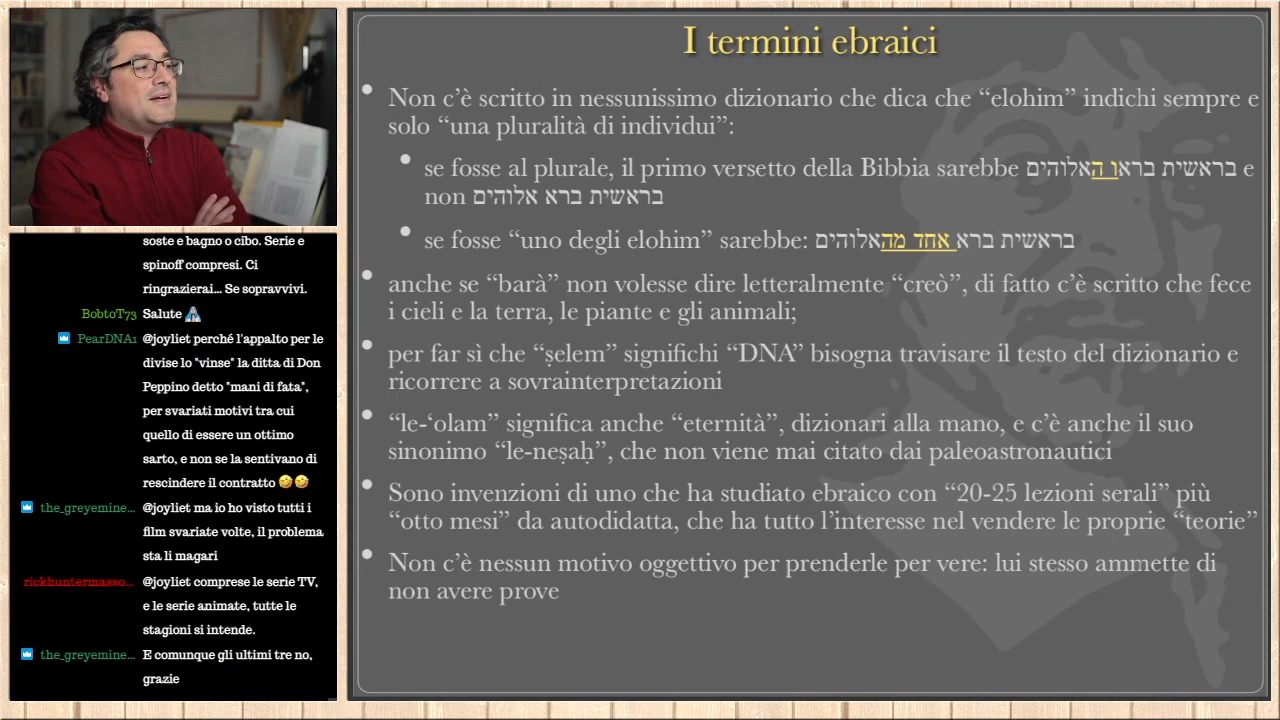 I termini ebraici
Non c'è scritto in nessunissimo dizionario che dica che “elohim” indichi sempre e
solo “una pluralità di individui”:
se fosse al plurale, il primo versetto della Bibbia sarebbe בראשית בראו האלוהים e
non בראשית ברא אלוהים
se fosse “uno degli elohim” sarebbe: בראשית ברא אחד מהאלוהים
anche se “barà” non volesse dire letteralmente “creò”, di fatto c'è scritto che fece
i cieli e la terra, le piante e gli animali;
per far sì che “ṣelem” significhi “DNA” bisogna travisare il testo del dizionario e
ricorrere a sovrainterpretazioni
“le-‘olam” significa anche “eternità”, dizionari alla mano, e c'è anche il suo
sinonimo “le-neṣaḥ”, che non viene mai citato dai paleoastronautici
Sono invenzioni di uno che ha studiato ebraico con “20-25 lezioni serali” più
“otto mesi” da autodidatta, che ha tutto l'interesse nel vendere le proprie “teorie”
Non c'è nessun motivo oggettivo per prenderle per vere: lui stesso ammette di
non avere prove
soste e bagno o cibo. Serie e
spinoff compresi. Ci
ringrazierai... Se sopravvivi.
BobtoT73 Salute
PearDNA1 @joyliet perché l'appalto per le
divise lo "vinse" la ditta di Don
Peppino detto "mani di fata",
per svariati motivi tra cui
quello di essere un ottimo
sarto, e non se la sentivano di
rescindere il contratto 🤣🤣
the_greyemine... @joyliet ma io ho visto tutti i
film svariate volte, il problema
sta li magari
rickhuntermasso... @joyliet comprese le serie TV,
e le serie animate, tutte le
stagioni si intende.
the_greyemine... E comunque gli ultimi tre no,
grazie